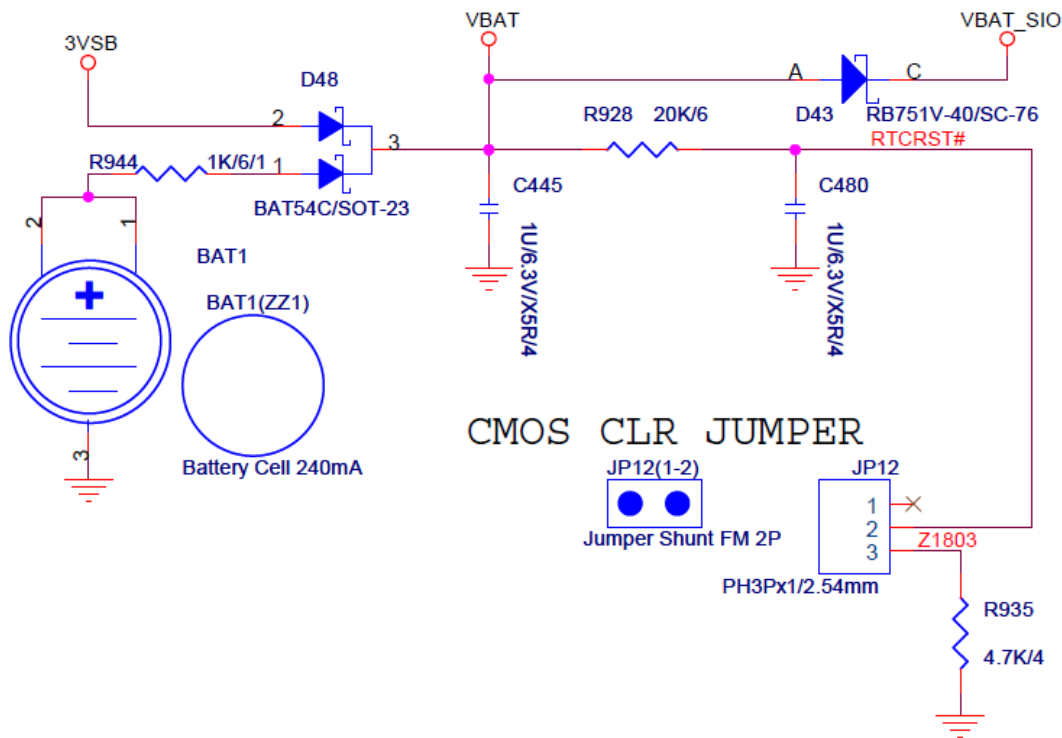 VBAT
VBAT_SIO
3VSB
D48
A
C
2
R928
20K/6
D43
RB751V-40/SC-76
3
RTCRST#
R944
1K/6/1
1
C445
C480
BAT54C/SOT-23
2
1
1U/6.3V/X5R/4
1U/6.3V/X5R/4
BAT1
BAT1(ZZ1)
+
CMOS CLR JUMPER
3
Battery Cell 240mA
JP12(1-2)
JP12
1
2
3
Jumper Shunt FM 2P
Z1803
PH3Px1/2.54mm
R935
4.7K/4